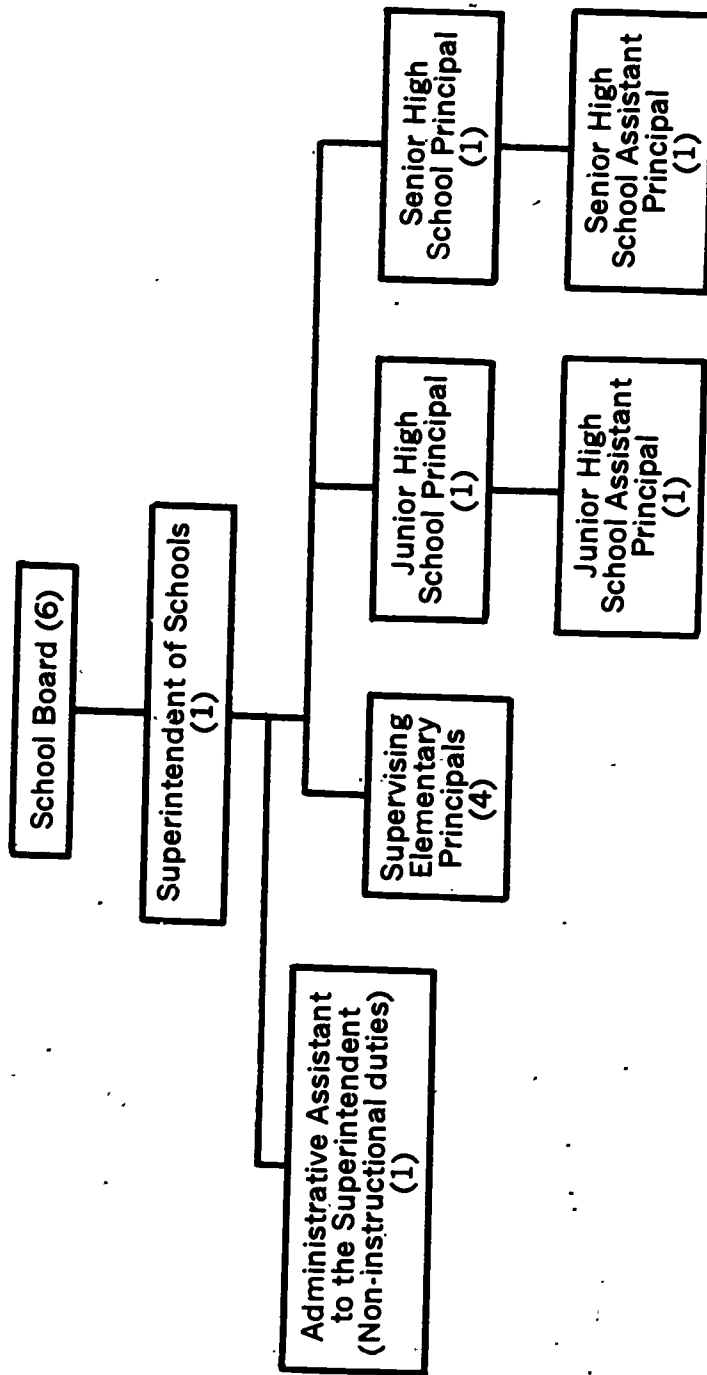 School Board (6)
Superintendent of Schools
(1)
Administrative Assistant
to the Superintendent
(Non-instructional duties)
(1)
Supervising
Elementary
Principals
(4)
Junior High
School Principal
(1)
Senior High
School Principal
(1)
Junior High
School Assistant
Principal
(1)
Senior High
School Assistant
Principal
(1)